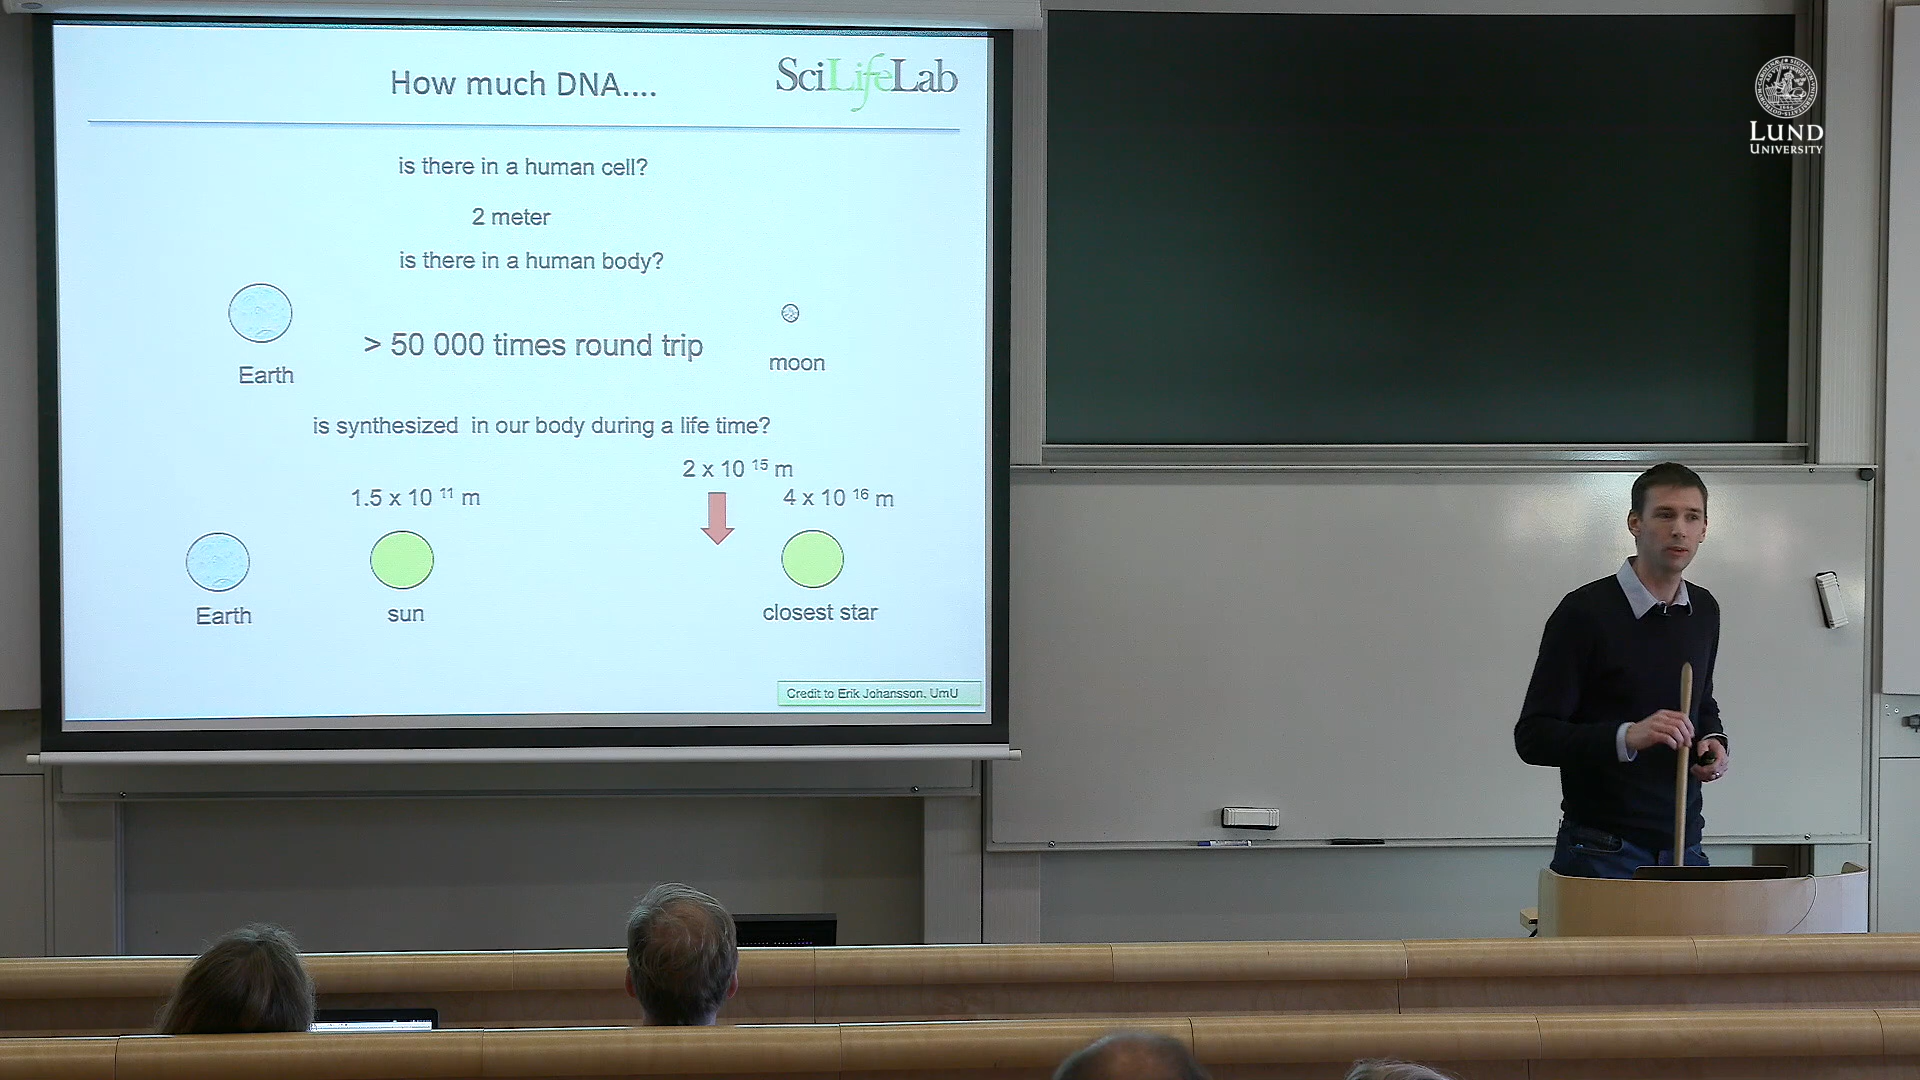 How much DNA....
SciLifeLab
is there in a human cell?
2 meter
is there in a human body?
> 50 000 times round trip
Earth
moon
is synthesized in our body during a life time?
2 x 10 15 m
1.5 x 10 11 m
4 x 10 16 m
Earth
sun
closest star
Credit to Erik Johansson, UmU
LUND
UNIVERSITY